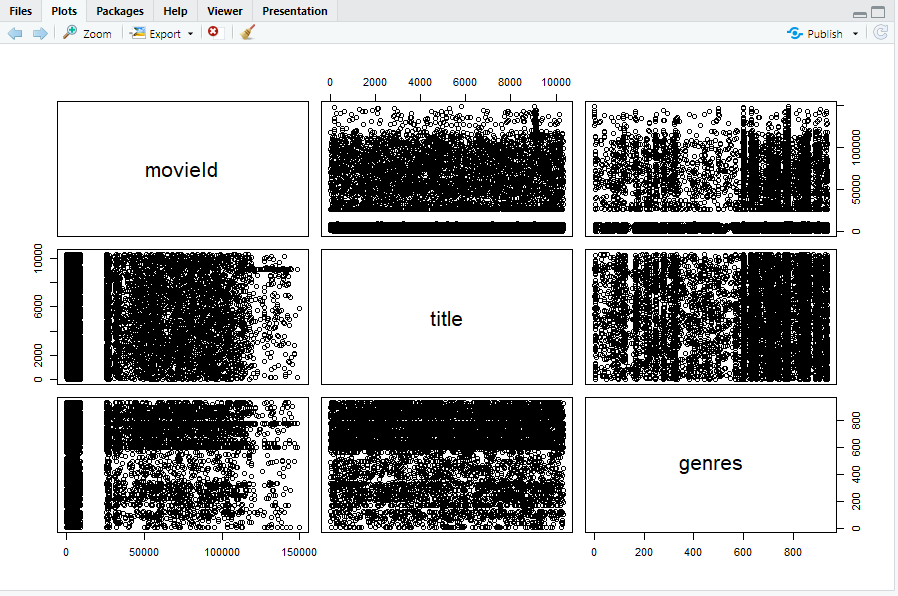 Files Plots Packages Help Viewer Presentation
Zoom Export Publish
0 2000 4000 6000 8000 10000
movieId
0 50000 100000
0 2000 6000 10000
title
genres
0 200 400 600 800
0 50000 100000 150000
0 200 400 600 800